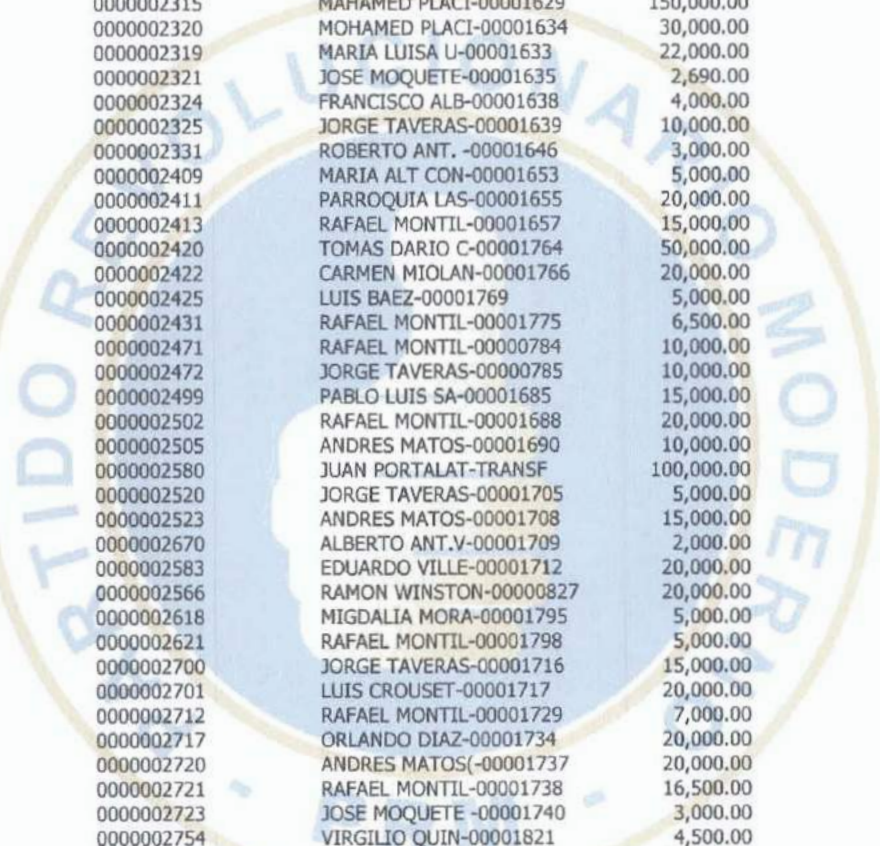 0000002315 MAHAMED PLACI-00001629 150,000.00
0000002320 MOHAMED PLACI-00001634 30,000.00
0000002319 MARIA LUISA U-00001633 22,000.00
0000002321 JOSE MOQUETE-00001635 2,690.00
0000002324 FRANCISCO ALB-00001638 4,000.00
0000002325 JORGE TAVERAS-00001639 10,000.00
0000002331 ROBERTO ANT. -00001646 3,000.00
0000002409 MARIA ALT CON-00001653 5,000.00
0000002411 PARROQUIA LAS-00001655 20,000.00
0000002413 RAFAEL MONTIL-00001657 15,000.00
0000002420 TOMAS DARIO C-00001764 50,000.00
0000002422 CARMEN MIOLAN-00001766 20,000.00
0000002425 LUIS BAEZ-00001769 5,000.00
0000002431 RAFAEL MONTIL-00001775 6,500.00
0000002471 RAFAEL MONTIL-00000784 10,000.00
0000002472 JORGE TAVERAS-00000785 10,000.00
0000002499 PABLO LUIS SA-00001685 15,000.00
0000002502 RAFAEL MONTIL-00001688 20,000.00
0000002505 ANDRES MATOS-00001690 10,000.00
0000002580 JUAN PORTALAT-TRANSF 100,000.00
0000002520 JORGE TAVERAS-00001705 5,000.00
0000002523 ANDRES MATOS-00001708 15,000.00
0000002670 ALBERTO ANT.V-00001709 2,000.00
0000002583 EDUARDO VILLE-00001712 20,000.00
0000002566 RAMON WINSTON-00000827 20,000.00
0000002618 MIGDALIA MORA-00001795 5,000.00
0000002621 RAFAEL MONTIL-00001798 5,000.00
0000002700 JORGE TAVERAS-00001716 15,000.00
0000002701 LUIS CROUSET-00001717 20,000.00
0000002712 RAFAEL MONTIL-00001729 7,000.00
0000002717 ORLANDO DIAZ-00001734 20,000.00
0000002720 ANDRES MATOS(-00001737 20,000.00
0000002721 RAFAEL MONTIL-00001738 16,500.00
0000002723 JOSE MOQUETE -00001740 3,000.00
0000002754 VIRGILIO QUIN-00001821 4,500.00
PARTIDO REVOLUCIONARIO MODERNO
- PRM -